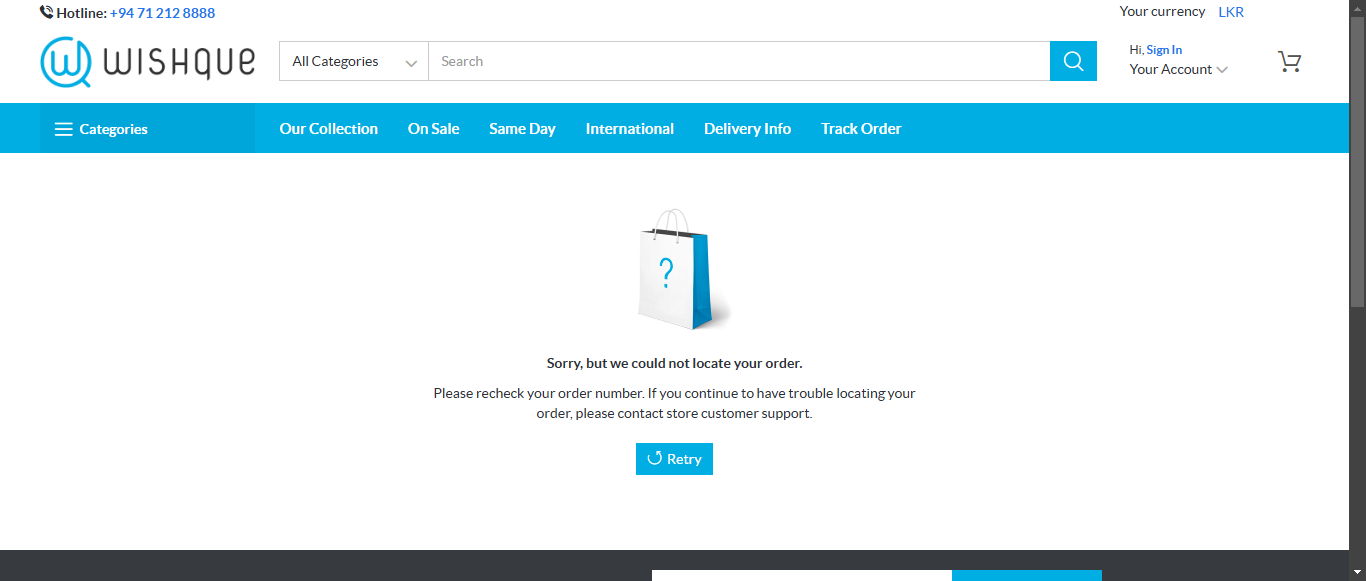 Hotline: +94 71 212 8888
Your currency LKR
WISHQUE
All Categories
Search
Hi, Sign In
Your Account
Categories
Our Collection
On Sale
Same Day
International
Delivery Info
Track Order
?
Sorry, but we could not locate your order.
Please recheck your order number. If you continue to have trouble locating your
order, please contact store customer support.
Retry